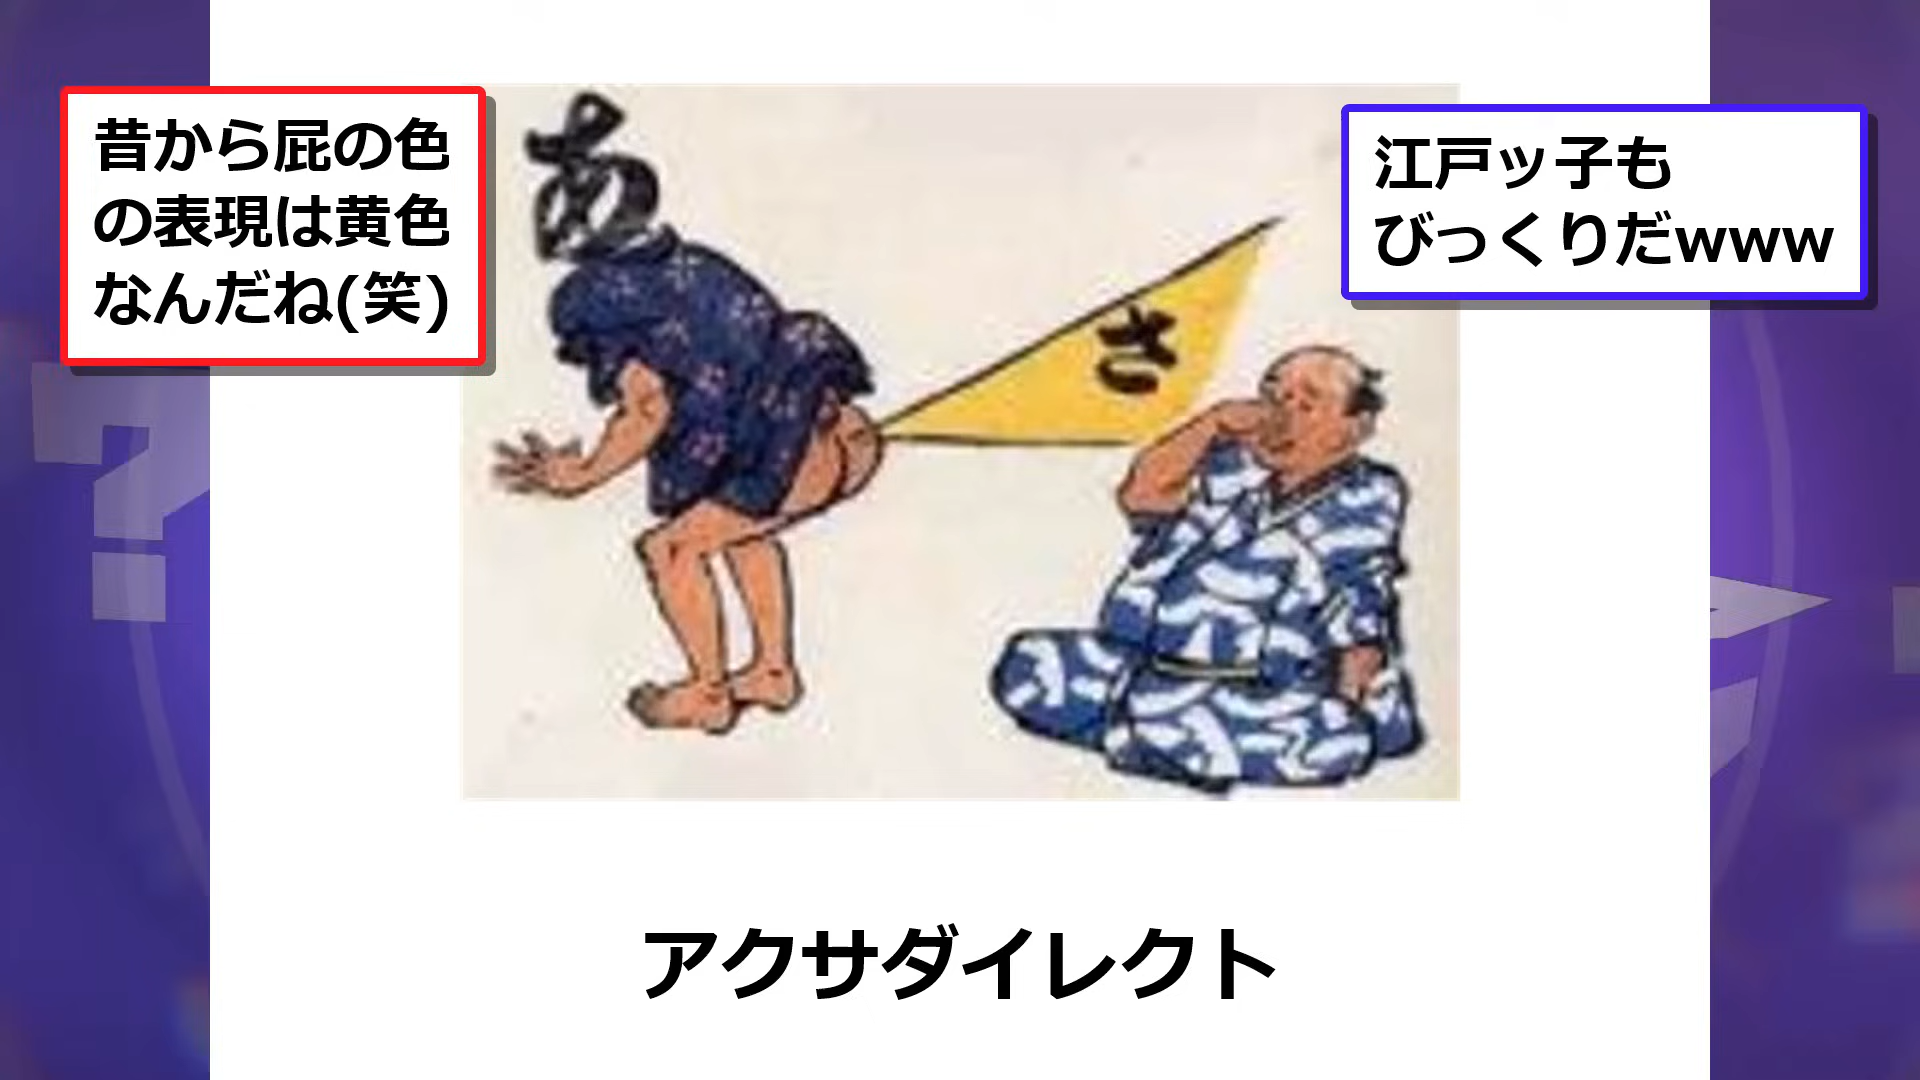 昔から屁の色
の表現は黄色
なんだね(笑)
江戸ッ子も
びっくりだwww
あ
さ
アクサダイレクト